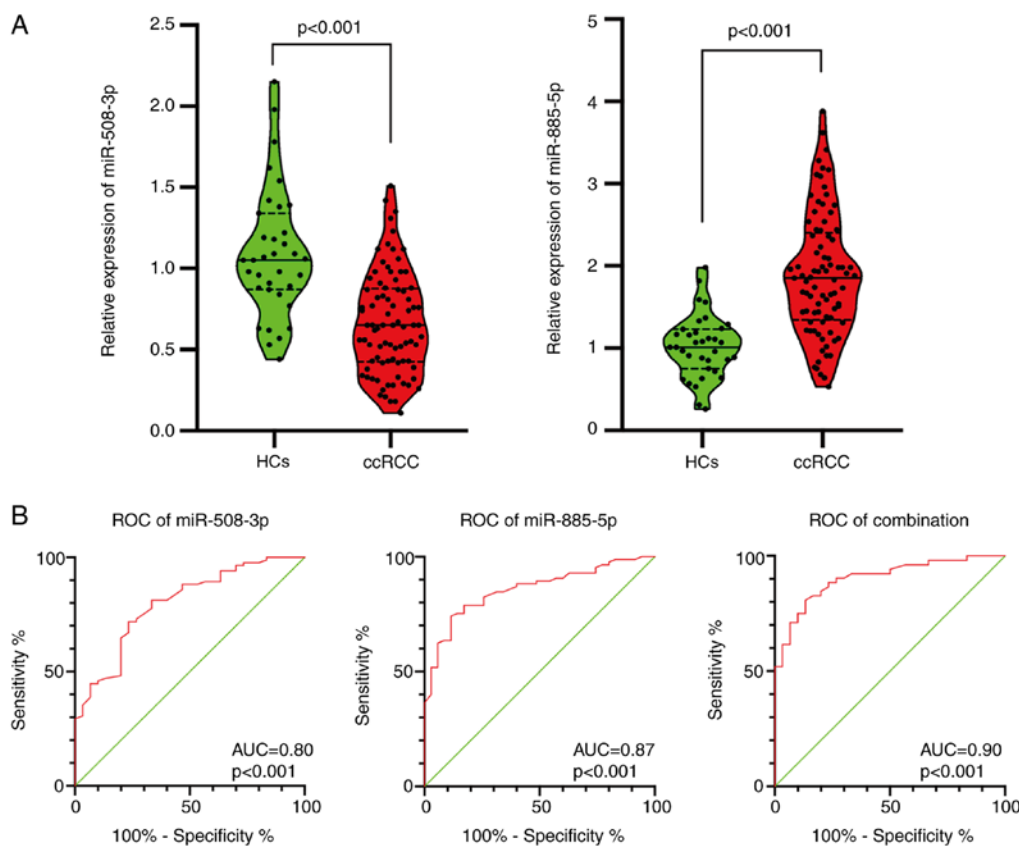 A
p<0.001
Relative expression of miR-508-3p
2.5
2.0
1.5
1.0
0.5
0.0
HCs
ccRCC
p<0.001
Relative expression of miR-885-5p
5
4
3
2
1
0
HCs
ccRCC
B
ROC of miR-508-3p
Sensitivity %
100
50
0
0
50
100
AUC=0.80
p<0.001
100% - Specificity %
ROC of miR-885-5p
Sensitivity %
100
50
0
0
50
100
AUC=0.87
p<0.001
100% - Specificity %
ROC of combination
Sensitivity %
100
50
0
0
50
100
AUC=0.90
p<0.001
100% - Specificity %